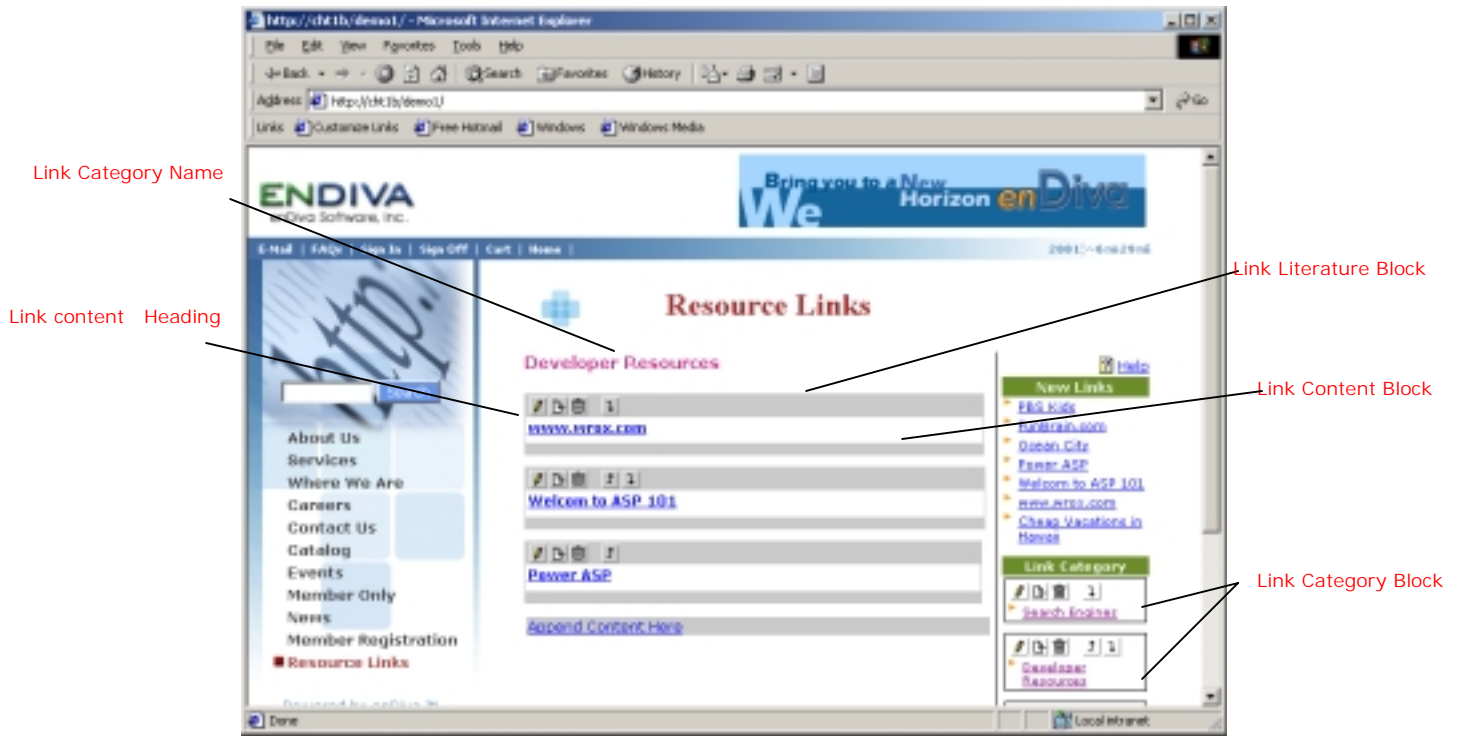 http://cht1b/demo1/ - Microsoft Internet Explorer
File Edit View Favorites Tools Help
Back Search Favorites History
Address http://cht1b/demo1/ Go
Links Customize Links Free Hotmail Windows Windows Media
Link Category Name
ENDIVA
enDiva Software, Inc.
Bring you to a New
We Horizon enDiva
E-Mail | FAQs | Sign In | Sign Off | Cart | Home |
Link Literature Block
http:
Resource Links
Link content Heading
Developer Resources
Help
Search
New Links
Link Content Block
www.wrox.com
Welcom to ASP 101
Power ASP
Append Content Here
PBS Kids
FunBrain.com
Ocean City
Power ASP
Welcom to ASP 101
www.wrox.com
Cheap Vacations in
Hawaii
About Us
Services
Where We Are
Careers
Contact Us
Catalog
Events
Member Only
News
Member Registration
Resource Links
Powered by enDiva
Link Category
Link Category Block
Search Engines
Developer
Resources
Done
Local intranet